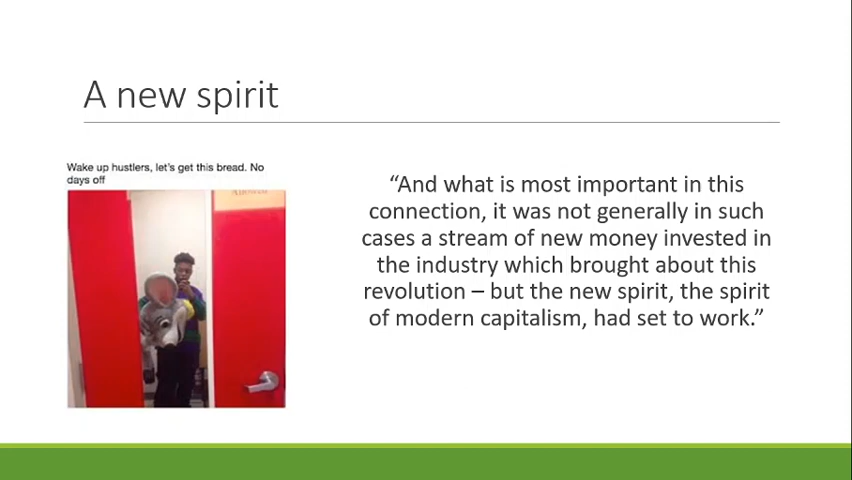 A new spirit
Wake up hustlers, let's get this bread. No
days off
“And what is most important in this
connection, it was not generally in such
cases a stream of new money invested in
the industry which brought about this
revolution – but the new spirit, the spirit
of modern capitalism, had set to work.”